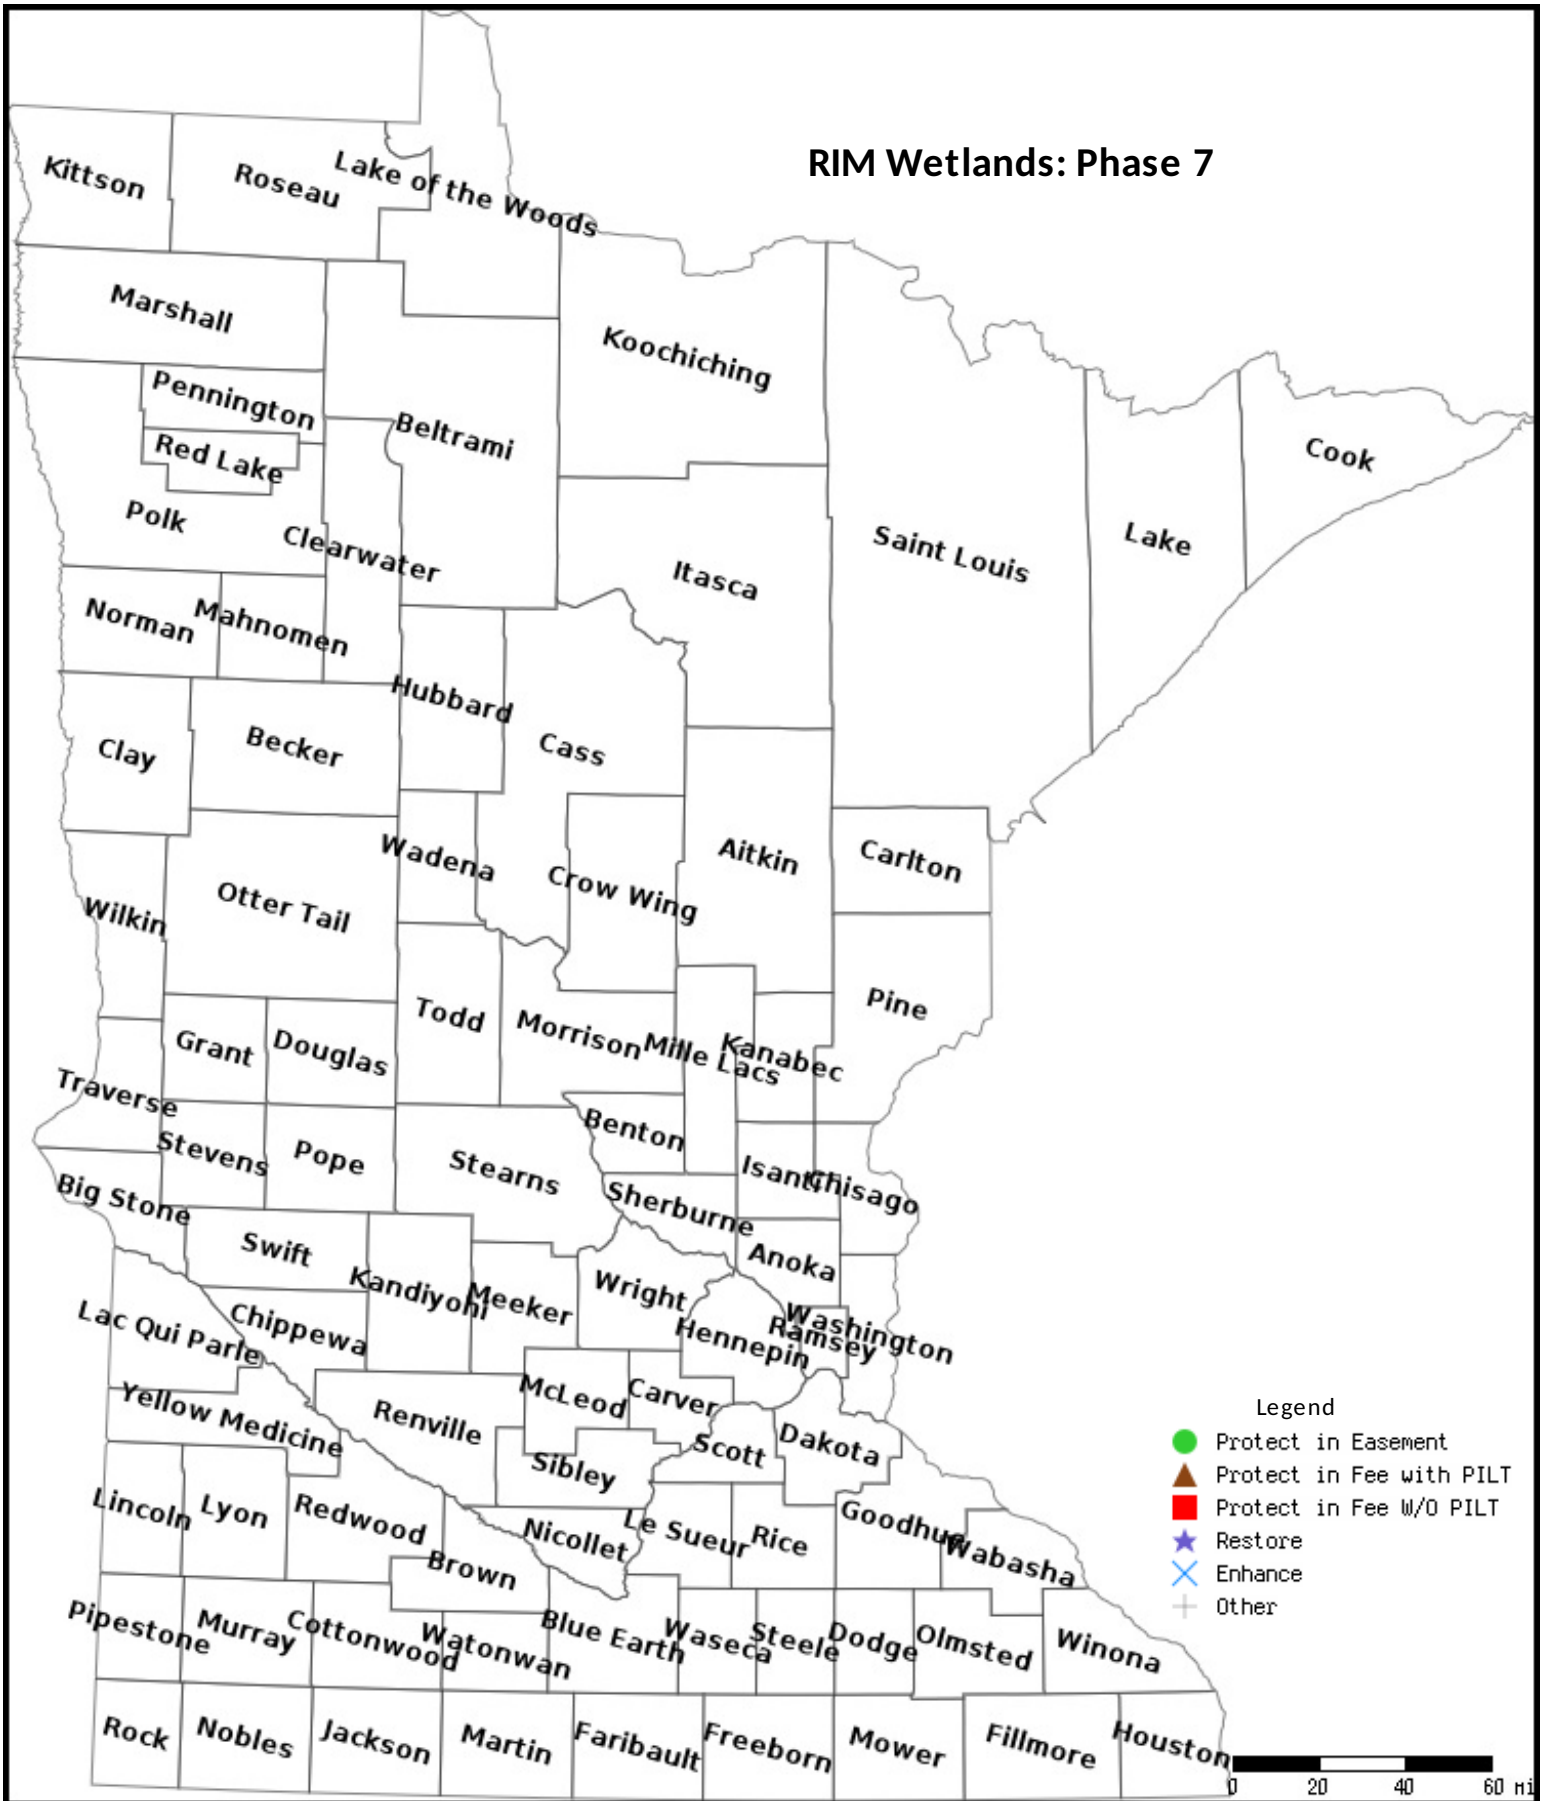 RIM Wetlands: Phase 7
Kittson
Roseau
Lake of the Woods
Marshall
Koochiching
Pennington
Beltrami
Red Lake
Cook
Polk
Clearwater
Saint Louis
Lake
Itasca
Norman
Mahnomen
Hubbard
Clay
Becker
Cass
Wadena
Aitkin
Carlton
Otter Tail
Crow Wing
Wilkin
Pine
Todd
Morrison
Mille Lacs
Kanabec
Grant
Douglas
Traverse
Benton
Stevens
Pope
Stearns
Isanti
Chisago
Big Stone
Sherburne
Swift
Anoka
Kandiyohi
Meeker
Wright
Washington
Ramsey
Hennepin
Lac Qui Parle
Chippewa
McLeod
Carver
Yellow Medicine
Renville
Scott
Dakota
Sibley
Lincoln
Lyon
Redwood
Nicollet
Le Sueur
Rice
Goodhue
Wabasha
Brown
Pipestone
Murray
Cottonwood
Watonwan
Blue Earth
Waseca
Steele
Dodge
Olmsted
Winona
Rock
Nobles
Jackson
Martin
Faribault
Freeborn
Mower
Fillmore
Houston
Legend
Protect in Easement
Protect in Fee with PILT
Protect in Fee W/O PILT
Restore
Enhance
Other
0 20 40 60 mi